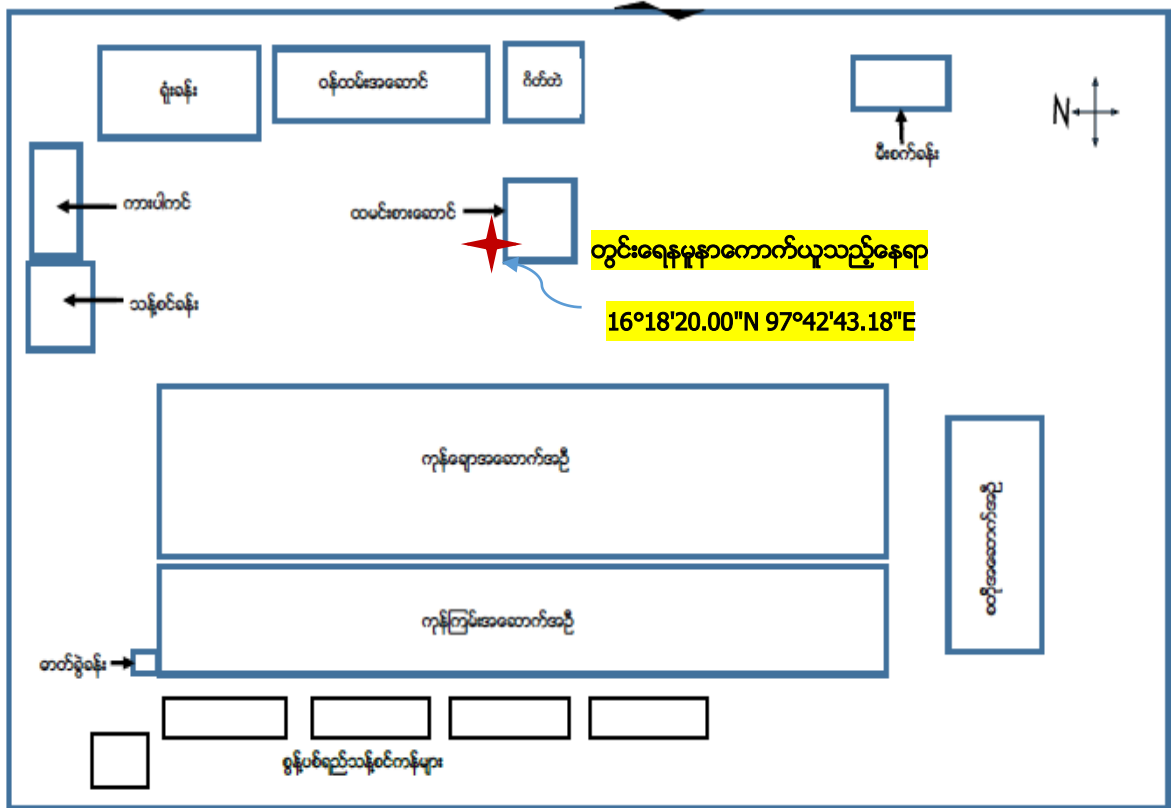 ရုံးခန်း
ဝန်ထမ်းအဆောင်
ဂိတ်တဲ
မီးစက်ခန်း
N
ကားပါကင်
ထမင်းစားဆောင်
တွင်းရေနမူနာကောက်ယူသည့်နေရာ
သန့်စင်ခန်း
16°18'20.00"N 97°42'43.18"E
ကုန်ချောအဆောက်အဦ
စတိုအဆောက်အဦ
ကုန်ကြမ်းအဆောက်အဦ
ဓာတ်ခွဲခန်း
စွန့်ပစ်ရည်သန့်စင်ကန်များ